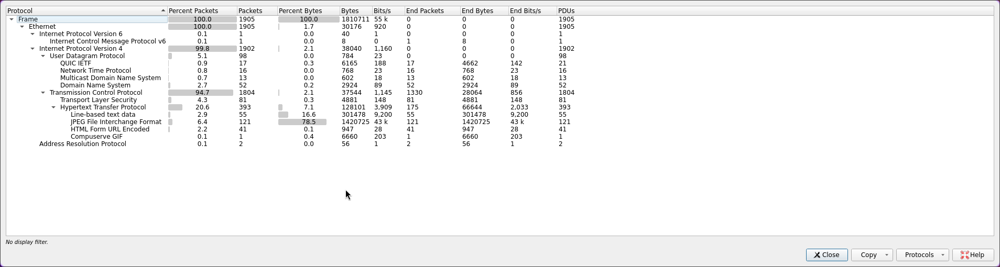 Protocol Percent Packets Packets Percent Bytes Bytes Bits/s End Packets End Bytes End Bits/s PDUs
Frame 100.0 1905 100.0 1810711 55 k 0 0 0 1905
Ethernet 100.0 1905 1.7 30176 920 0 0 0 1905
Internet Protocol Version 6 0.1 1 0.0 40 1 0 0 0 1
Internet Control Message Protocol v6 0.1 1 0.0 8 0 1 8 0 1
Internet Protocol Version 4 99.8 1902 2.1 38040 1,160 0 0 0 1902
User Datagram Protocol 5.1 98 0.0 784 23 0 0 0 98
QUIC IETF 0.9 17 0.3 6165 188 17 4662 142 21
Network Time Protocol 0.8 16 0.0 768 23 16 768 23 16
Multicast Domain Name System 0.7 13 0.0 602 18 13 602 18 13
Domain Name System 2.7 52 0.2 2924 89 52 2924 89 52
Transmission Control Protocol 94.7 1804 2.1 37544 1,145 1330 28064 856 1804
Transport Layer Security 4.3 81 0.3 4881 148 81 4881 148 81
Hypertext Transfer Protocol 20.6 393 7.1 128101 3,909 175 66644 2,033 393
Line-based text data 2.9 55 16.6 301478 9,200 55 301478 9,200 55
JPEG File Interchange Format 6.4 121 78.5 1420725 43 k 121 1420725 43 k 121
HTML Form URL Encoded 2.2 41 0.1 947 28 41 947 28 41
Compuserve GIF 0.1 1 0.4 6660 203 1 6660 203 1
Address Resolution Protocol 0.1 2 0.0 56 1 2 56 1 2
No display filter.
Close Copy Protocols Help